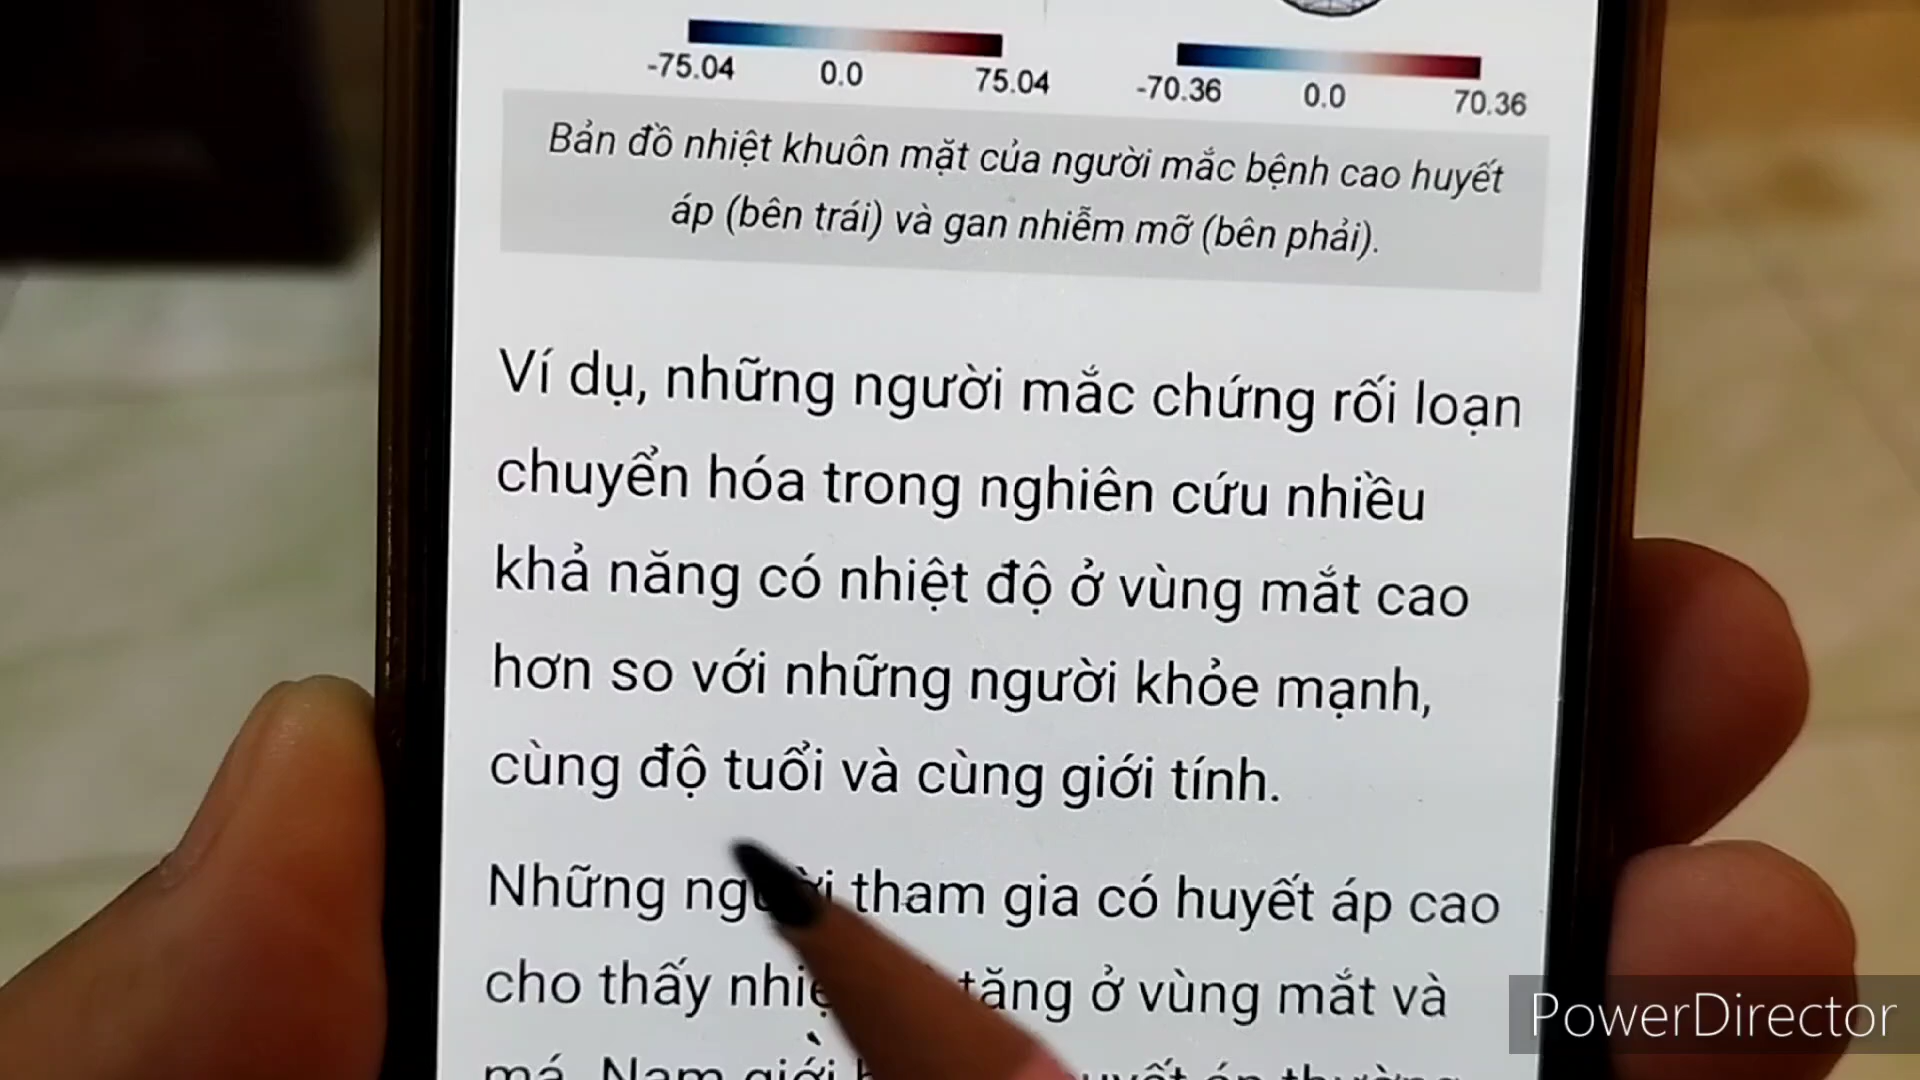 -75.04 0.0 75.04 -70.36 0.0 70.36
Bản đồ nhiệt khuôn mặt của người mắc bệnh cao huyết
áp (bên trái) và gan nhiễm mỡ (bên phải).
Ví dụ, những người mắc chứng rối loạn
chuyển hóa trong nghiên cứu nhiều
khả năng có nhiệt độ ở vùng mắt cao
hơn so với những người khỏe mạnh,
cùng độ tuổi và cùng giới tính.
Những người tham gia có huyết áp cao
cho thấy tăng ở vùng mắt và
má. Nam giới
PowerDirector